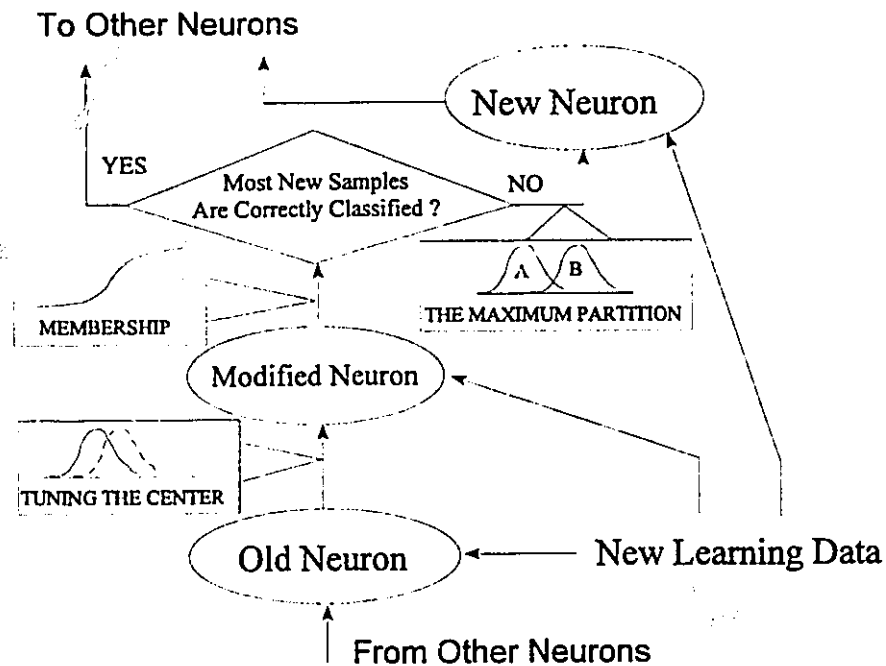 To Other Neurons
New Neuron
YES
Most New Samples
Are Correctly Classified ?
NO
A
B
MEMBERSHIP
THE MAXIMUM PARTITION
Modified Neuron
TUNING THE CENTER
Old Neuron
New Learning Data
From Other Neurons